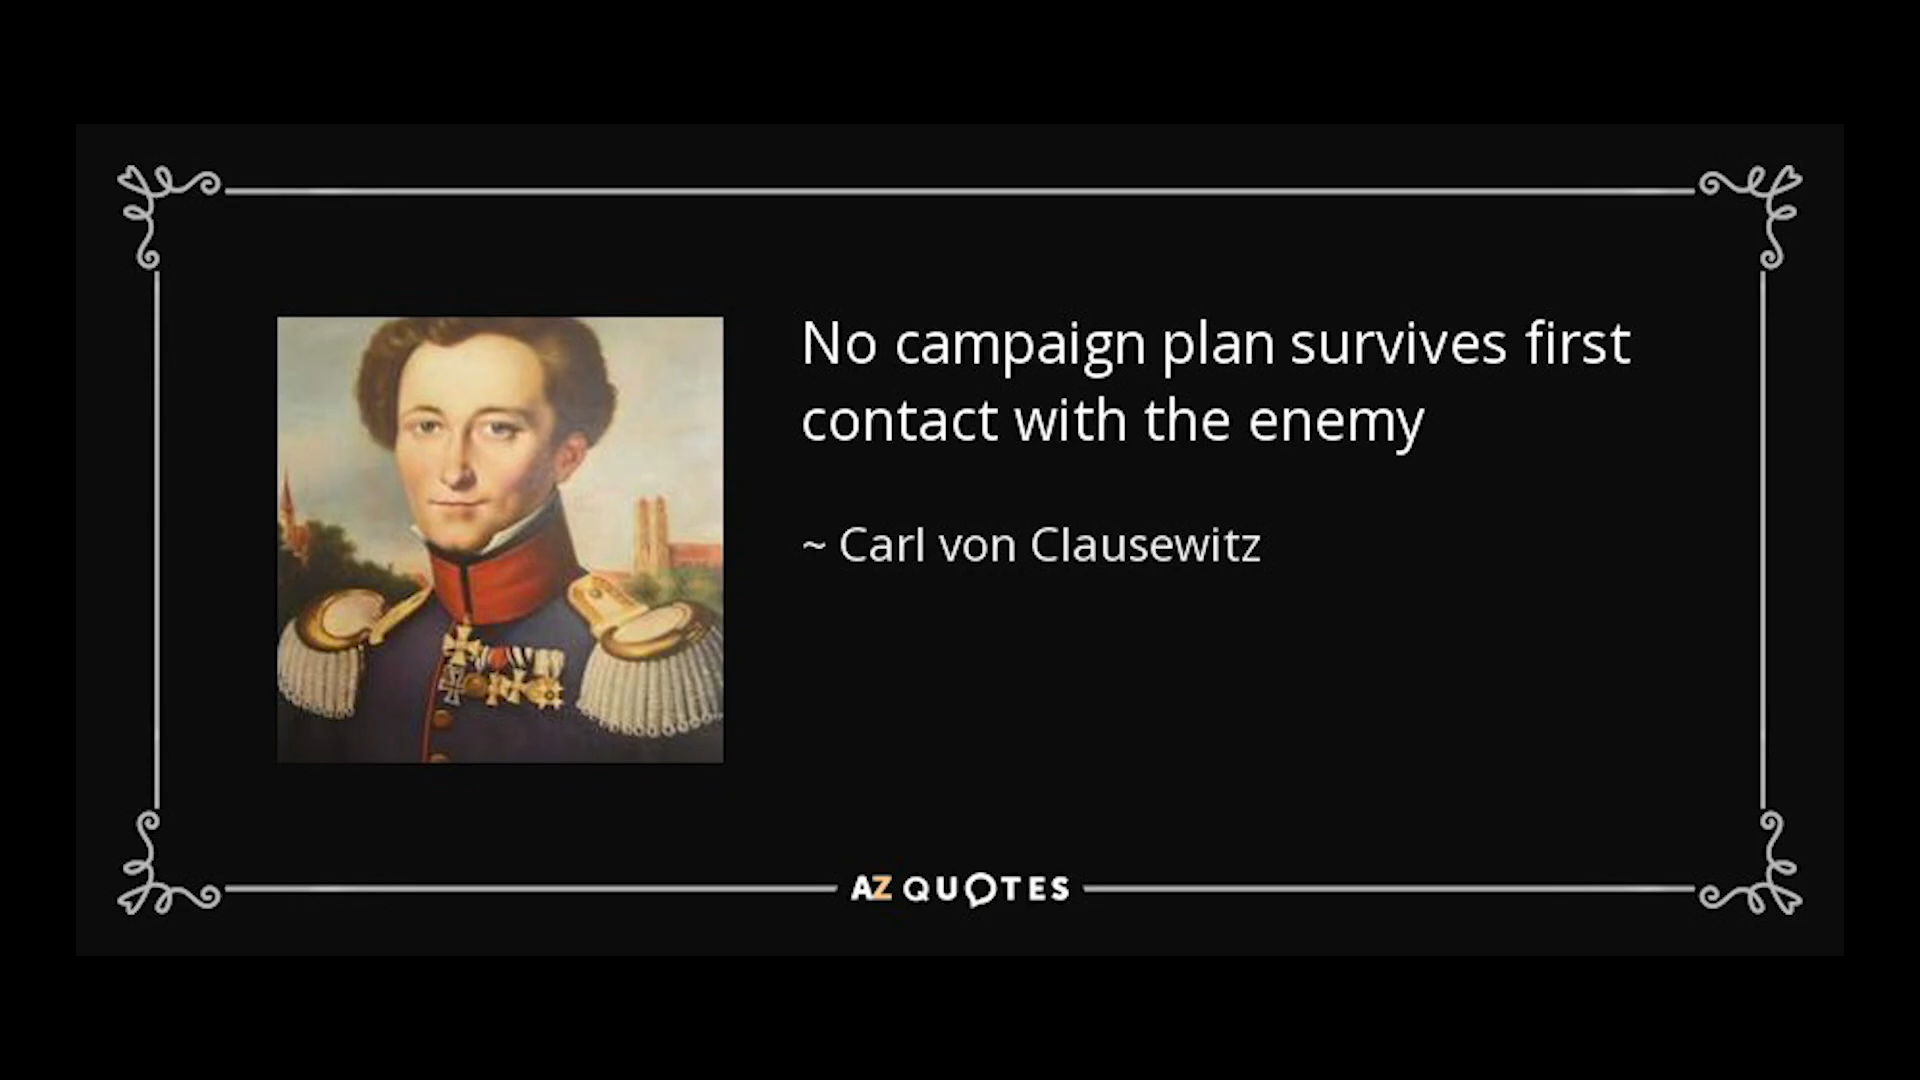 No campaign plan survives first
contact with the enemy
~ Carl von Clausewitz
AZ QUOTES